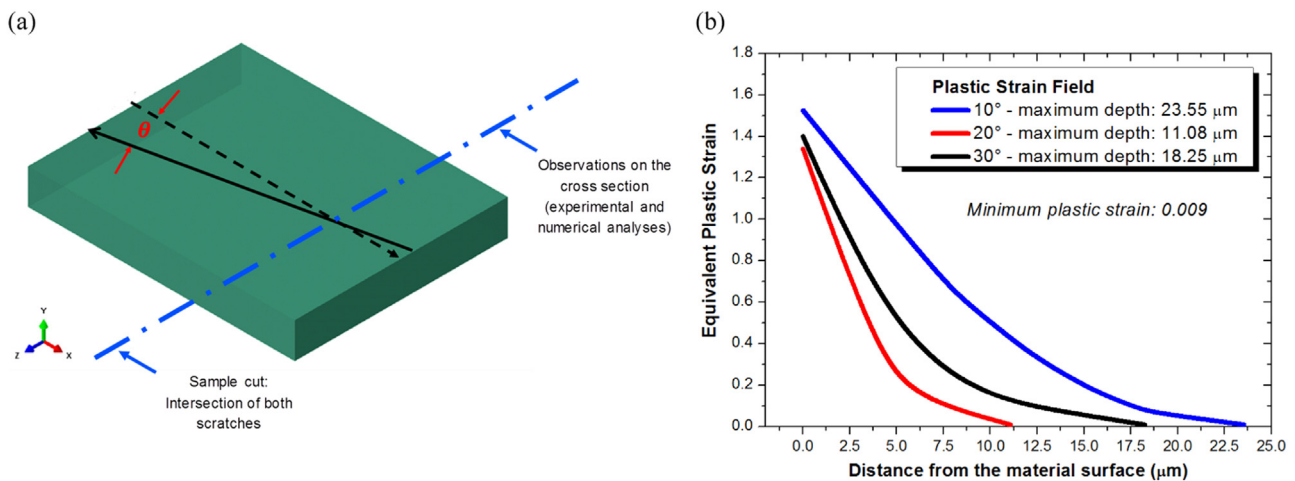 (a)
θ
Observations on the
cross section
(experimental and
numerical analyses)
Y
Z
X
Sample cut:
Intersection of both
scratches
(b)
Equivalent Plastic Strain
1.8
1.6
1.4
1.2
1.0
0.8
0.6
0.4
0.2
0.0
Plastic Strain Field
10° - maximum depth: 23.55 μm
20° - maximum depth: 11.08 μm
30° - maximum depth: 18.25 μm
Minimum plastic strain: 0.009
0.0 2.5 5.0 7.5 10.0 12.5 15.0 17.5 20.0 22.5 25.0
Distance from the material surface (μm)